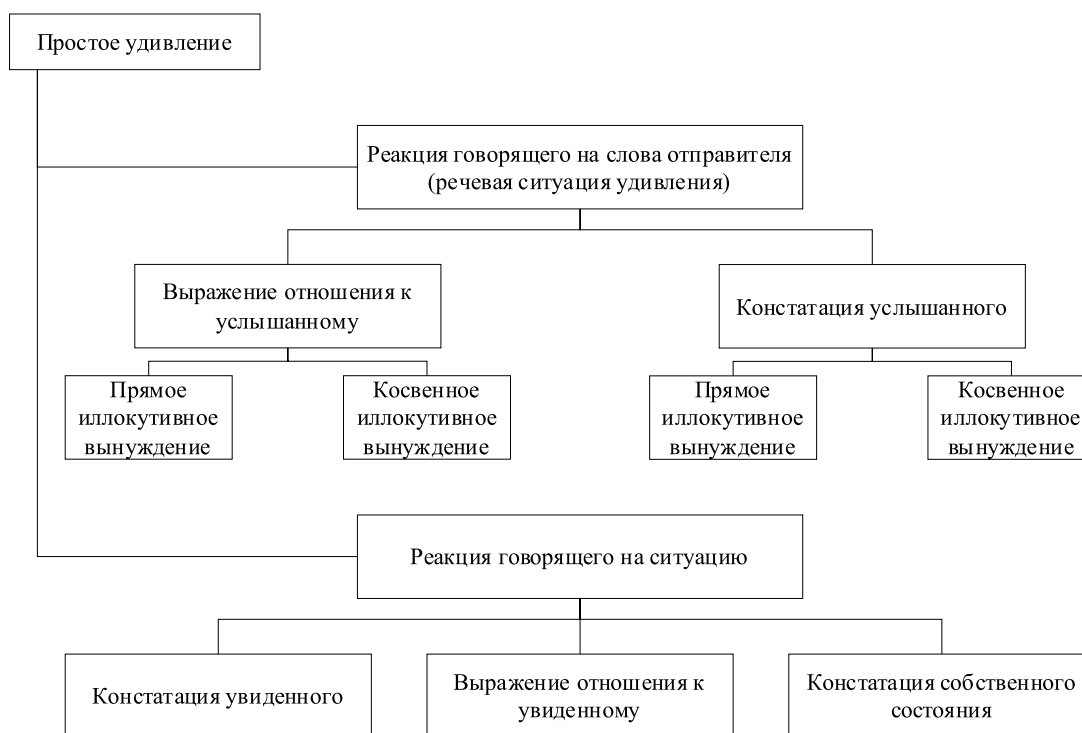 Простое удивление
Реакция говорящего на слова отправителя
(речевая ситуация удивления)
Выражение отношения к
услышанному
Констатация услышанного
Прямое
иллокутивное
вынуждение
Косвенное
иллокутивное
вынуждение
Прямое
иллокутивное
вынуждение
Косвенное
иллокутивное
вынуждение
Реакция говорящего на ситуацию
Констатация увиденного
Выражение отношения к
увиденному
Констатация собственного
состояния